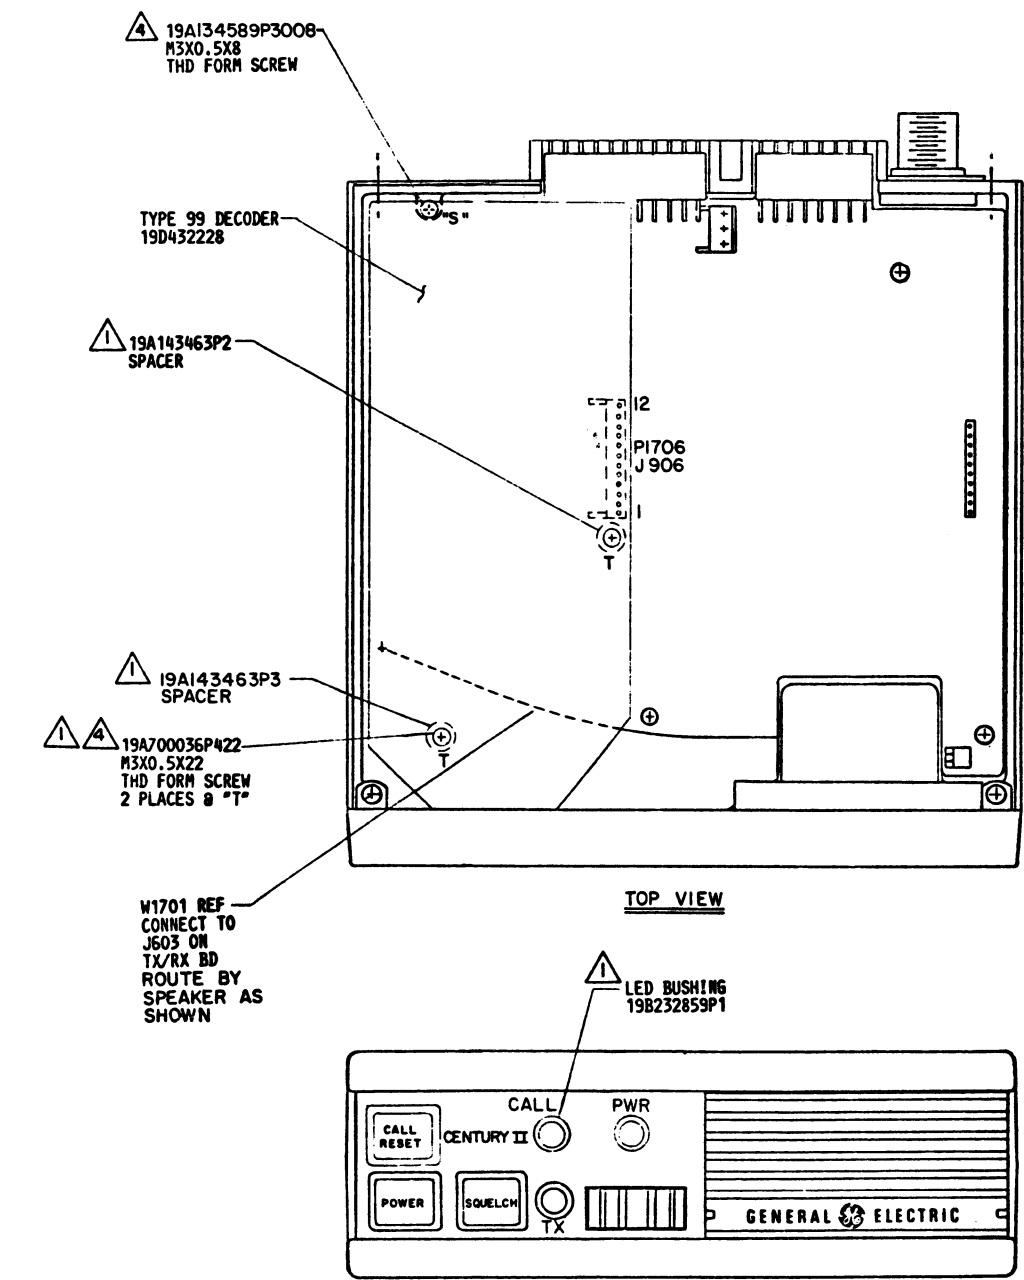 4 19A134589P3008
M3X0.5X8
THD FORM SCREW
"S"
TYPE 99 DECODER
19D432228
1 19A143463P2
SPACER
12
P1706
J906
1
T
1 19A143463P3
SPACER
1 4 19A700036P422
M3X0.5X22
THD FORM SCREW
2 PLACES @ "T"
T
W1701 REF
CONNECT TO
J603 ON
TX/RX BD
ROUTE BY
SPEAKER AS
SHOWN
TOP VIEW
1 LED BUSHING
19B232859P1
CALL PWR
CALL
RESET
CENTURY II
POWER
SQUELCH
TX
GENERAL GE ELECTRIC